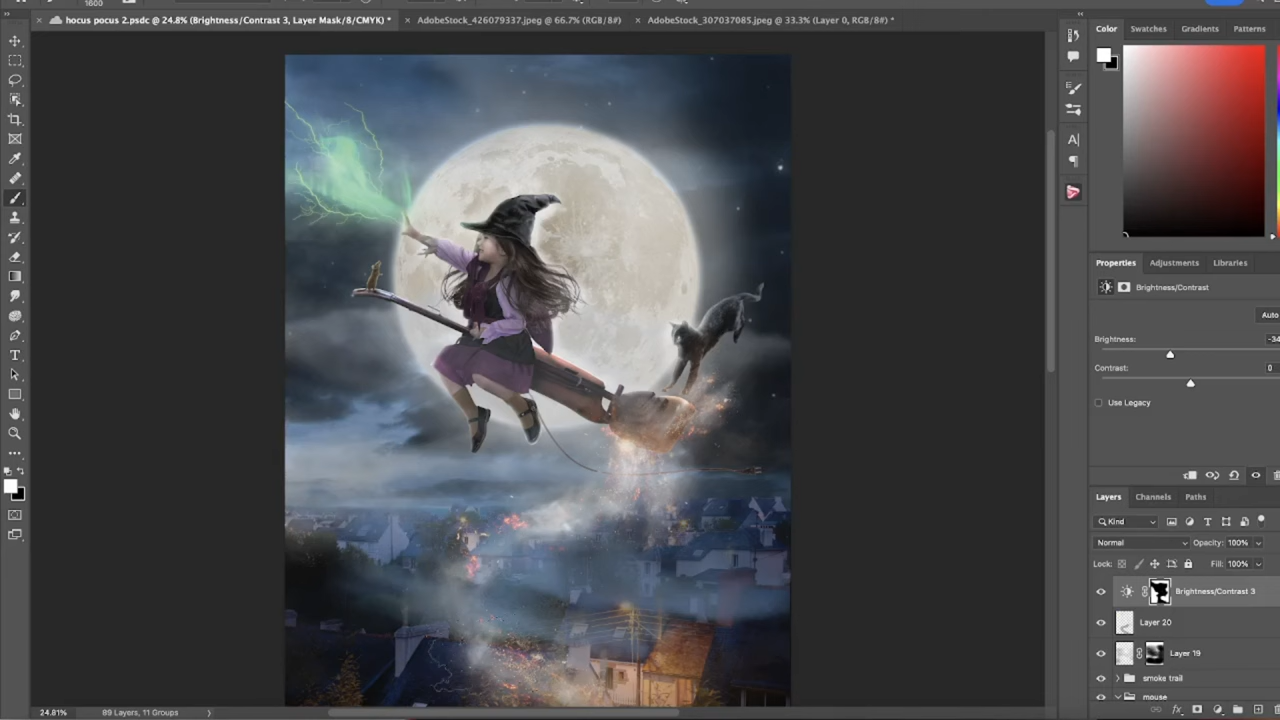 1600
hocus pocus 2.psdc @ 24.8% (Brightness/Contrast 3, Layer Mask/8/CMYK) *
AdobeStock_426079337.jpeg @ 66.7% (RGB/8#)
AdobeStock_307037085.jpeg @ 33.3% (Layer 0, RGB/8#) *
Color
Swatches
Gradients
Patterns
Properties
Adjustments
Libraries
Brightness/Contrast
Auto
Brightness: -34
Contrast: 0
Use Legacy
Layers
Channels
Paths
Kind
Normal
Opacity: 100%
Lock:
Fill: 100%
Brightness/Contrast 3
Layer 20
Layer 19
smoke trail
mouse
24.81%
89 Layers, 11 Groups